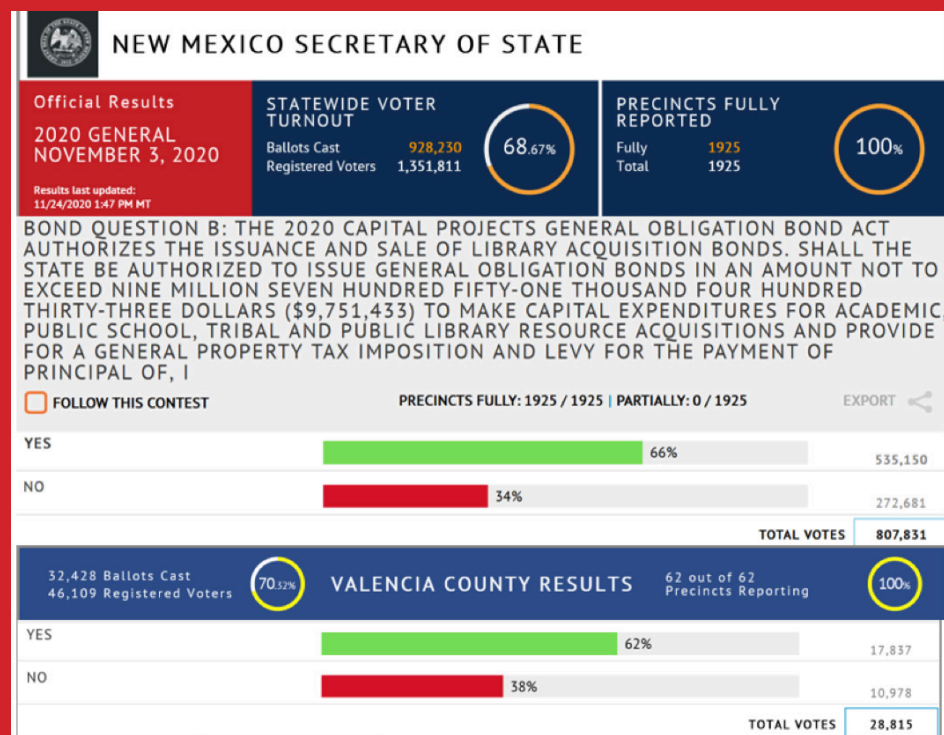 NEW MEXICO SECRETARY OF STATE
Official Results
2020 GENERAL
NOVEMBER 3, 2020
Results last updated:
11/24/2020 1:47 PM MT
STATEWIDE VOTER
TURNOUT
Ballots Cast 928,230
Registered Voters 1,351,811
68.67%
PRECINCTS FULLY
REPORTED
Fully 1925
Total 1925
100%
BOND QUESTION B: THE 2020 CAPITAL PROJECTS GENERAL OBLIGATION BOND ACT
AUTHORIZES THE ISSUANCE AND SALE OF LIBRARY ACQUISITION BONDS. SHALL THE
STATE BE AUTHORIZED TO ISSUE GENERAL OBLIGATION BONDS IN AN AMOUNT NOT TO
EXCEED NINE MILLION SEVEN HUNDRED FIFTY-ONE THOUSAND FOUR HUNDRED
THIRTY-THREE DOLLARS ($9,751,433) TO MAKE CAPITAL EXPENDITURES FOR ACADEMIC,
PUBLIC SCHOOL, TRIBAL AND PUBLIC LIBRARY RESOURCE ACQUISITIONS AND PROVIDE
FOR A GENERAL PROPERTY TAX IMPOSITION AND LEVY FOR THE PAYMENT OF
PRINCIPAL OF, I
FOLLOW THIS CONTEST PRECINCTS FULLY: 1925 / 1925 | PARTIALLY: 0 / 1925 EXPORT
YES 66% 535,150
NO 34% 272,681
TOTAL VOTES 807,831
32,428 Ballots Cast
46,109 Registered Voters
70.32%
VALENCIA COUNTY RESULTS
62 out of 62
Precincts Reporting
100%
YES 62% 17,837
NO 38% 10,978
TOTAL VOTES 28,815